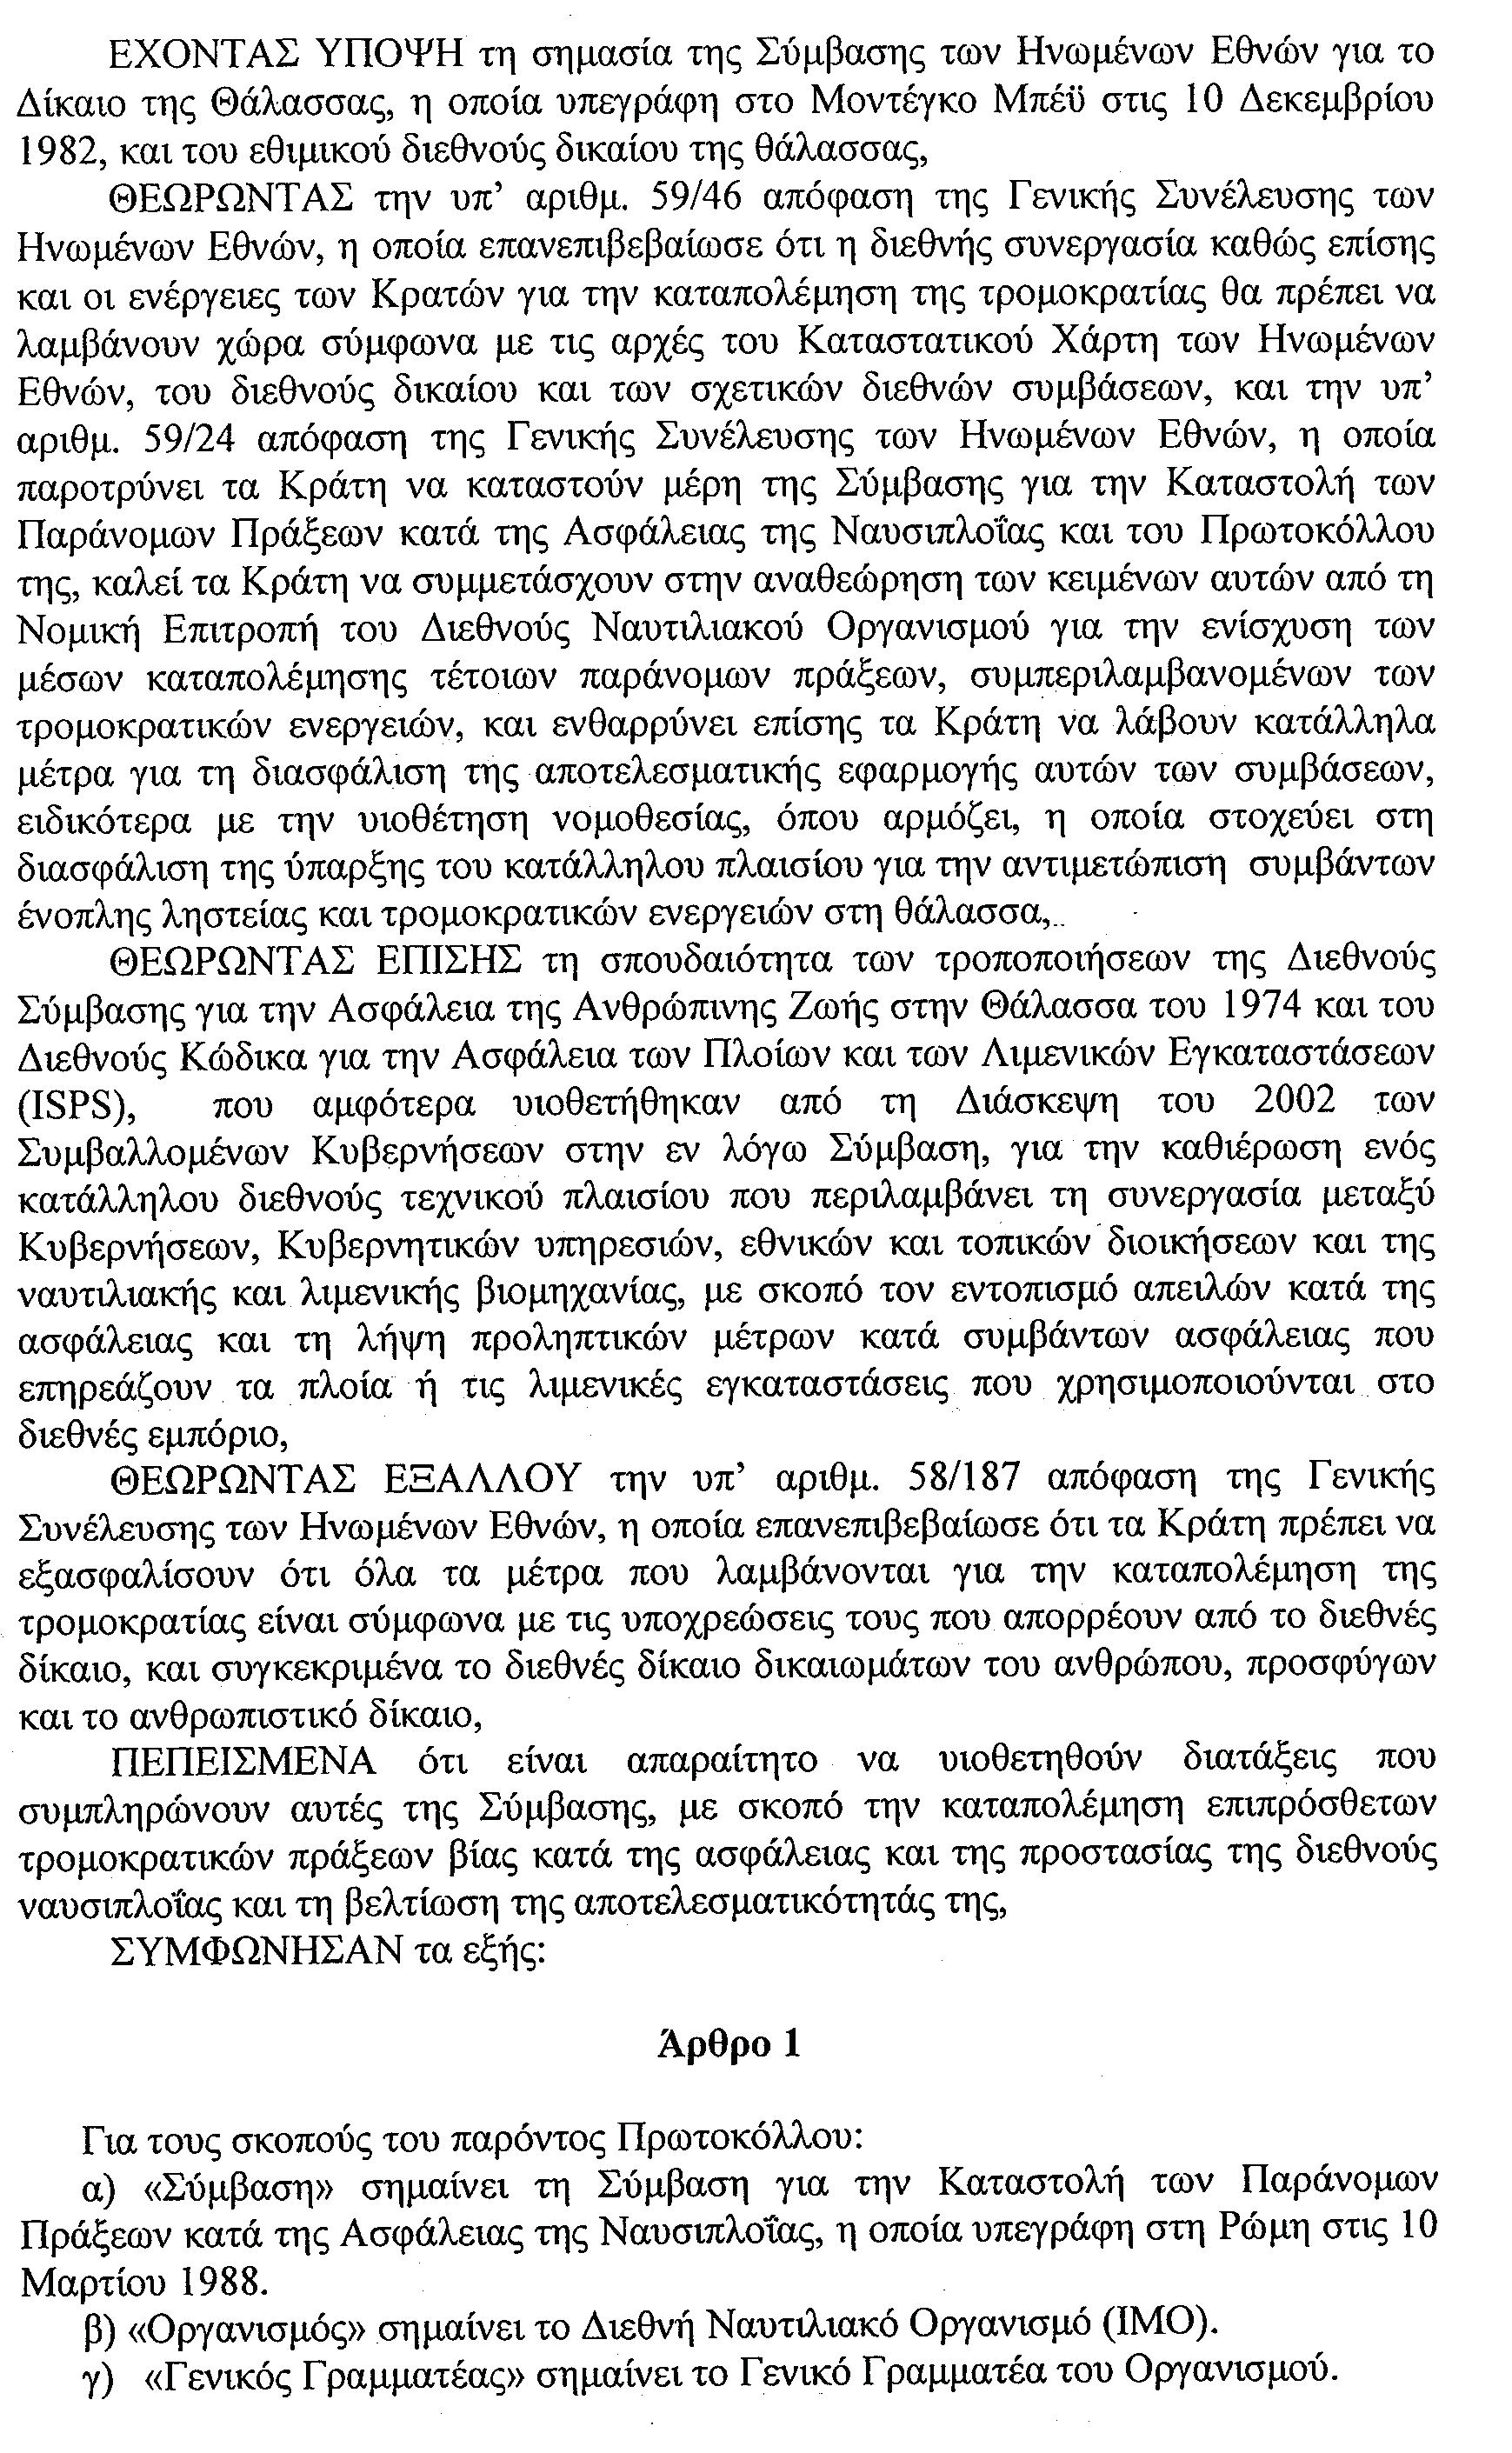 ΕΧΟΝΤΑΣ ΥΠΟΨΗ τη σημασία της Σύμβασης των Ηνωμένων Εθνών για το
Δίκαιο της Θάλασσας, η οποία υπεγράφη στο Μοντέγκο Μπέϋ στις 10 Δεκεμβρίου
1982, και του εθιμικού διεθνούς δικαίου της θάλασσας,
ΘΕΩΡΩΝΤΑΣ την υπ’ αριθμ. 59/46 απόφαση της Γενικής Συνέλευσης των
Ηνωμένων Εθνών, η οποία επανεπιβεβαίωσε ότι η διεθνής συνεργασία καθώς επίσης
και οι ενέργειες των Κρατών για την καταπολέμηση της τρομοκρατίας θα πρέπει να
λαμβάνουν χώρα σύμφωνα με τις αρχές του Καταστατικού Χάρτη των Ηνωμένων
Εθνών, του διεθνούς δικαίου και των σχετικών διεθνών συμβάσεων, και την υπ’
αριθμ. 59/24 απόφαση της Γενικής Συνέλευσης των Ηνωμένων Εθνών, η οποία
παροτρύνει τα Κράτη να καταστούν μέρη της Σύμβασης για την Καταστολή των
Παράνομων Πράξεων κατά της Ασφάλειας της Ναυσιπλοΐας και του Πρωτοκόλλου
της, καλεί τα Κράτη να συμμετάσχουν στην αναθεώρηση των κειμένων αυτών από τη
Νομική Επιτροπή του Διεθνούς Ναυτιλιακού Οργανισμού για την ενίσχυση των
μέσων καταπολέμησης τέτοιων παράνομων πράξεων, συμπεριλαμβανομένων των
τρομοκρατικών ενεργειών, και ενθαρρύνει επίσης τα Κράτη να λάβουν κατάλληλα
μέτρα για τη διασφάλιση της αποτελεσματικής εφαρμογής αυτών των συμβάσεων,
ειδικότερα με την υιοθέτηση νομοθεσίας, όπου αρμόζει, η οποία στοχεύει στη
διασφάλιση της ύπαρξης του κατάλληλου πλαισίου για την αντιμετώπιση συμβάντων
ένοπλης ληστείας και τρομοκρατικών ενεργειών στη θάλασσα,
ΘΕΩΡΩΝΤΑΣ ΕΠΙΣΗΣ τη σπουδαιότητα των τροποποιήσεων της Διεθνούς
Σύμβασης για την Ασφάλεια της Ανθρώπινης Ζωής στην Θάλασσα του 1974 και του
Διεθνούς Κώδικα για την Ασφάλεια των Πλοίων και των Λιμενικών Εγκαταστάσεων
(ISPS), που αμφότερα υιοθετήθηκαν από τη Διάσκεψη του 2002 των
Συμβαλλομένων Κυβερνήσεων στην εν λόγω Σύμβαση, για την καθιέρωση ενός
κατάλληλου διεθνούς τεχνικού πλαισίου που περιλαμβάνει τη συνεργασία μεταξύ
Κυβερνήσεων, Κυβερνητικών υπηρεσιών, εθνικών και τοπικών διοικήσεων και της
ναυτιλιακής και λιμενικής βιομηχανίας, με σκοπό τον εντοπισμό απειλών κατά της
ασφάλειας και τη λήψη προληπτικών μέτρων κατά συμβάντων ασφάλειας που
επηρεάζουν τα πλοία ή τις λιμενικές εγκαταστάσεις που χρησιμοποιούνται στο
διεθνές εμπόριο,
ΘΕΩΡΩΝΤΑΣ ΕΞΑΛΛΟΥ την υπ’ αριθμ. 58/187 απόφαση της Γενικής
Συνέλευσης των Ηνωμένων Εθνών, η οποία επανεπιβεβαίωσε ότι τα Κράτη πρέπει να
εξασφαλίσουν ότι όλα τα μέτρα που λαμβάνονται για την καταπολέμηση της
τρομοκρατίας είναι σύμφωνα με τις υποχρεώσεις τους που απορρέουν από το διεθνές
δίκαιο, και συγκεκριμένα το διεθνές δίκαιο δικαιωμάτων του ανθρώπου, προσφύγων
και το ανθρωπιστικό δίκαιο,
ΠΕΠΕΙΣΜΕΝΑ ότι είναι απαραίτητο να υιοθετηθούν διατάξεις που
συμπληρώνουν αυτές της Σύμβασης, με σκοπό την καταπολέμηση επιπρόσθετων
τρομοκρατικών πράξεων βίας κατά της ασφάλειας και της προστασίας της διεθνούς
ναυσιπλοΐας και τη βελτίωση της αποτελεσματικότητάς της,
ΣΥΜΦΩΝΗΣΑΝ τα εξής:
Άρθρο 1
Για τους σκοπούς του παρόντος Πρωτοκόλλου:
α) «Σύμβαση» σημαίνει τη Σύμβαση για την Καταστολή των Παράνομων
Πράξεων κατά της Ασφάλειας της Ναυσιπλοΐας, η οποία υπεγράφη στη Ρώμη στις 10
Μαρτίου 1988.
β) «Οργανισμός» σημαίνει το Διεθνή Ναυτιλιακό Οργανισμό (ΙΜΟ).
γ) «Γενικός Γραμματέας» σημαίνει το Γενικό Γραμματέα του Οργανισμού.